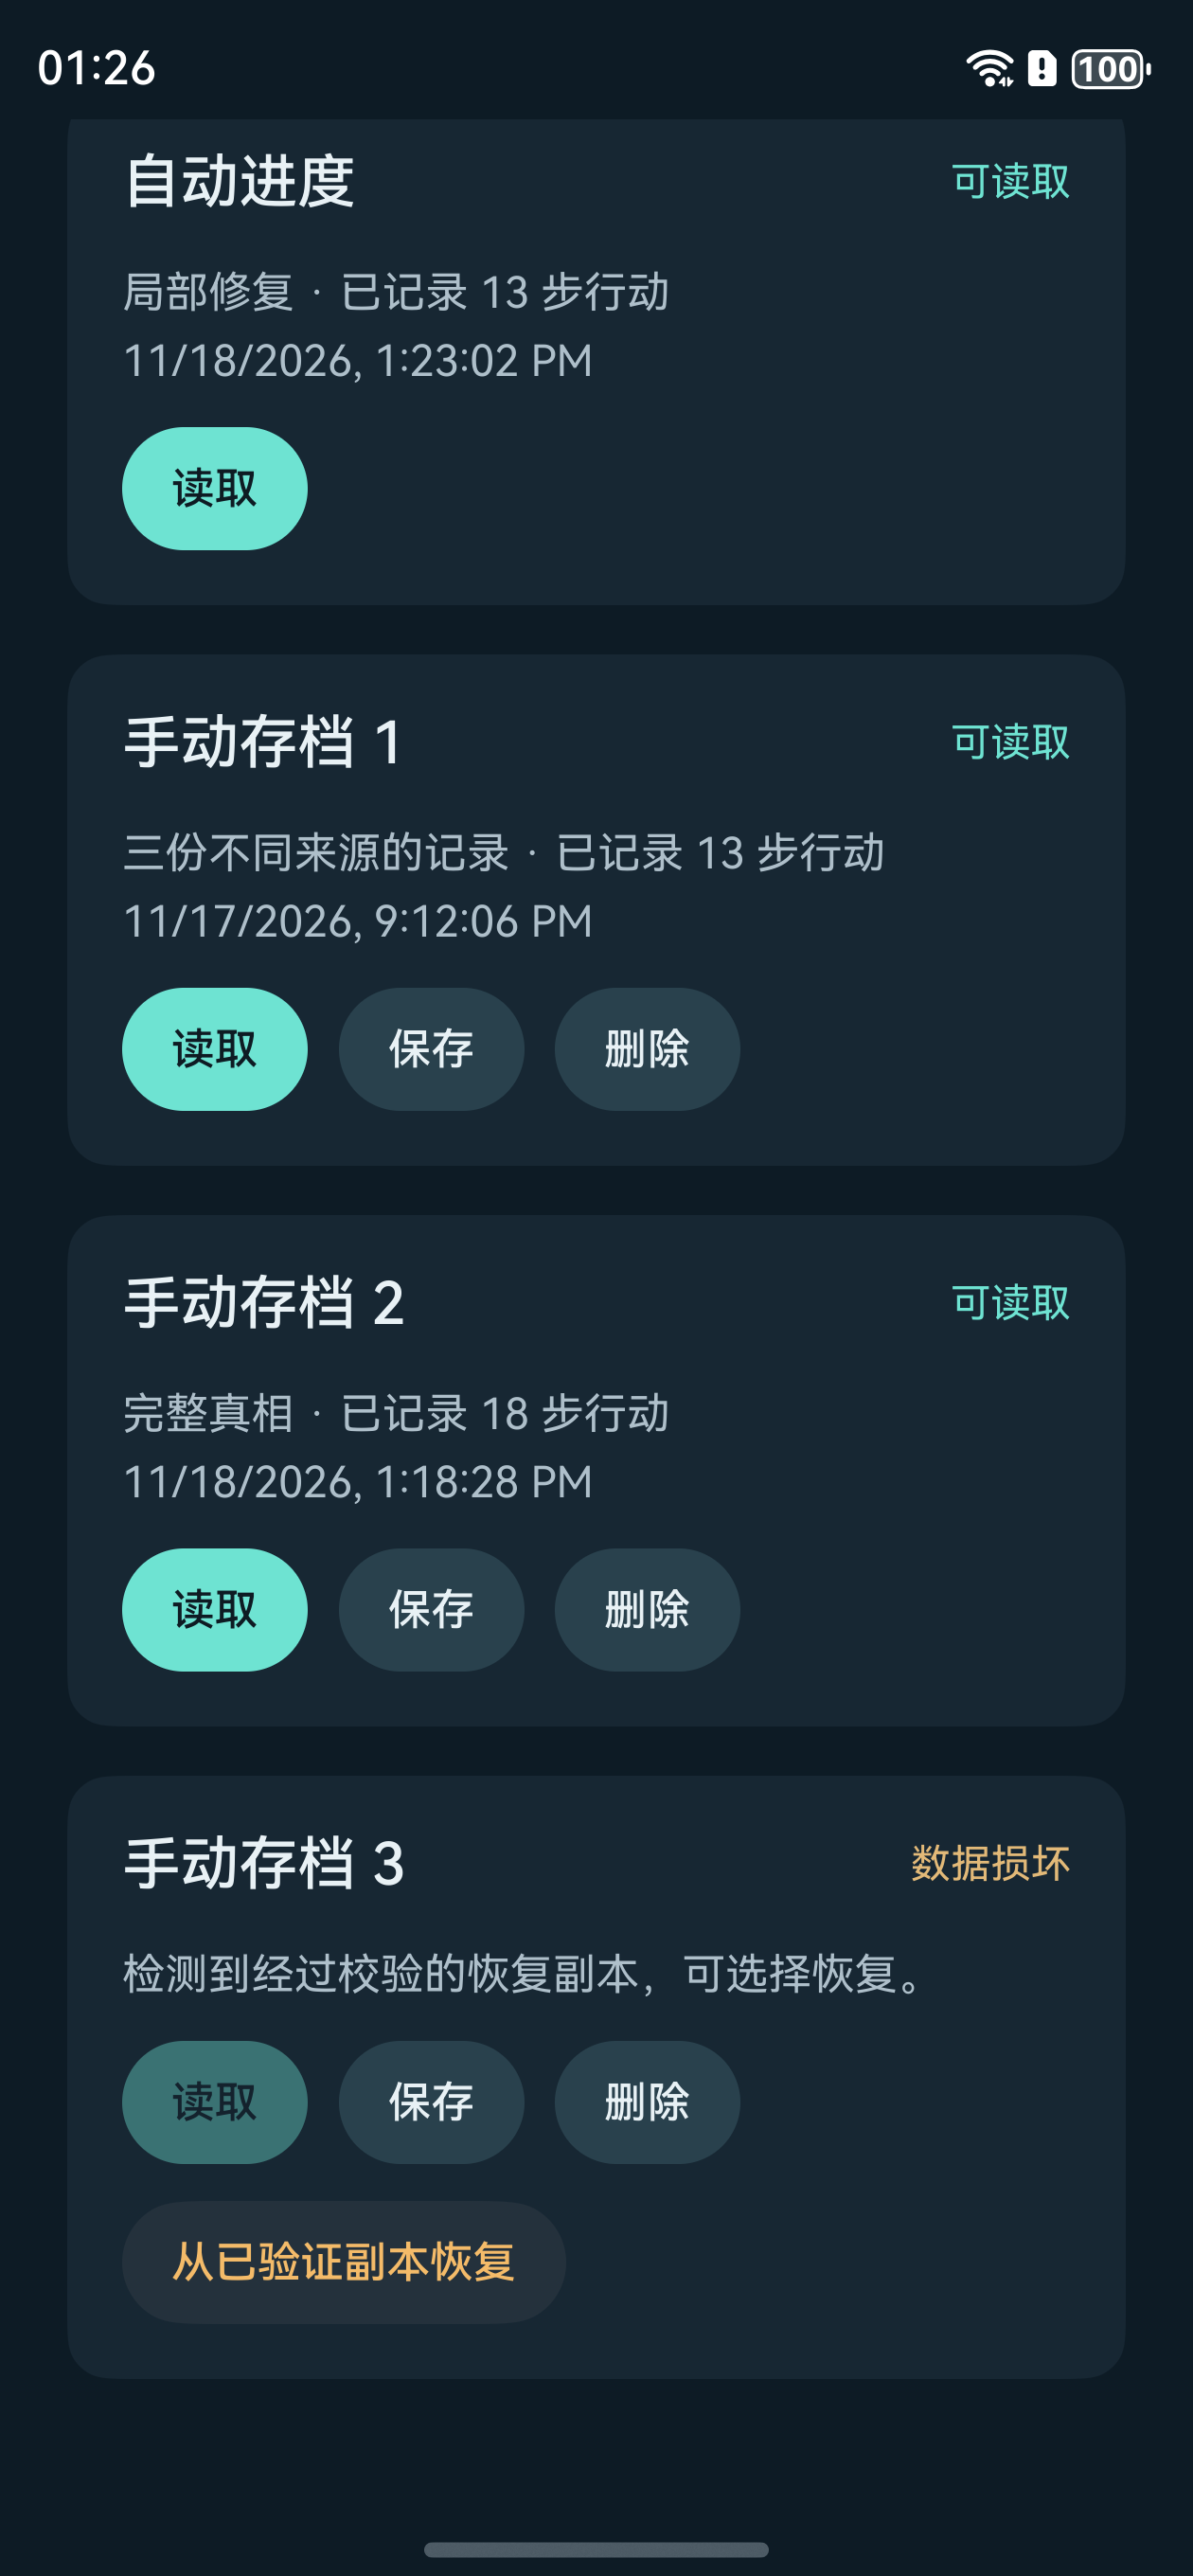 01:26
100
自动进度
可读取
局部修复 · 已记录 13 步行动
11/18/2026, 1:23:02 PM
读取
手动存档 1
可读取
三份不同来源的记录 · 已记录 13 步行动
11/17/2026, 9:12:06 PM
读取 保存 删除
手动存档 2
可读取
完整真相 · 已记录 18 步行动
11/18/2026, 1:18:28 PM
读取 保存 删除
手动存档 3
数据损坏
检测到经过校验的恢复副本，可选择恢复。
读取 保存 删除
从已验证副本恢复